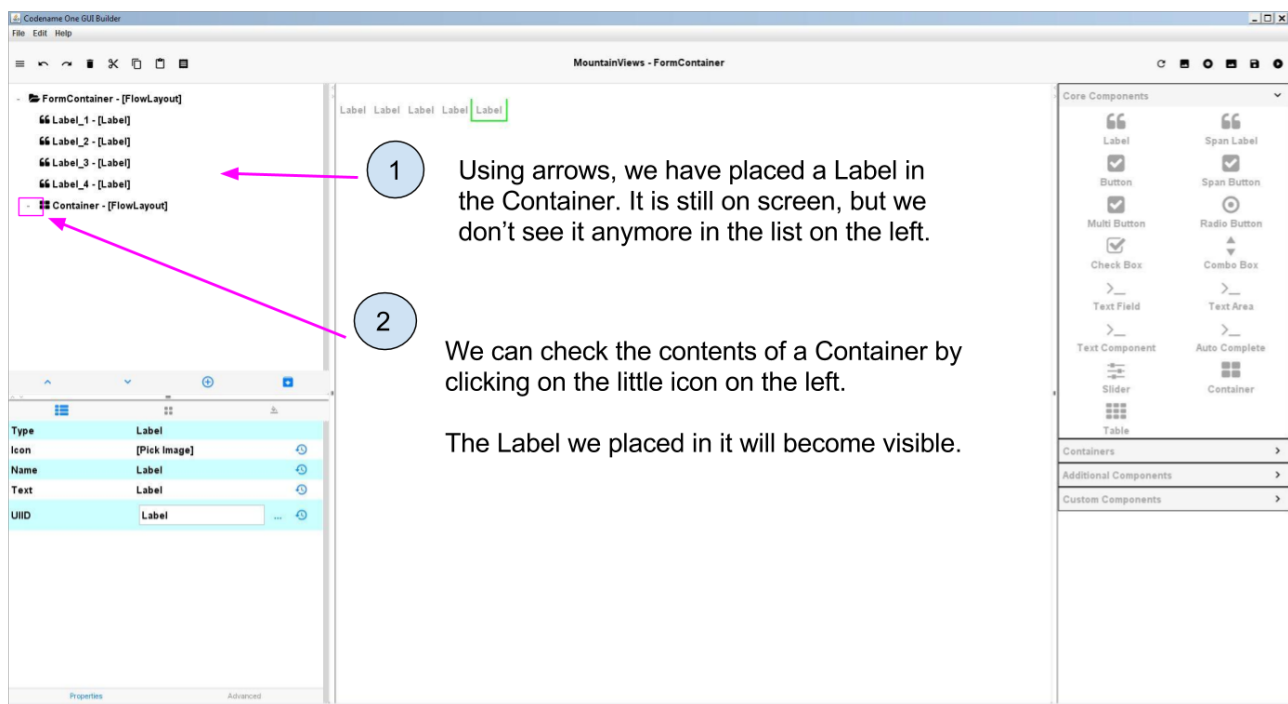 Codename One GUI Builder
File Edit Help
MountainViews - FormContainer
FormContainer - [FlowLayout]
Label_1 - [Label]
Label_2 - [Label]
Label_3 - [Label]
Label_4 - [Label]
Container - [FlowLayout]
Type Label
Icon [Pick Image]
Name Label
Text Label
UIID Label ...
Properties Advanced
Label Label Label Label Label
1
Using arrows, we have placed a Label in
the Container. It is still on screen, but we
don’t see it anymore in the list on the left.
2
We can check the contents of a Container by
clicking on the little icon on the left.
The Label we placed in it will become visible.
Core Components
Label Span Label
Button Span Button
Multi Button Radio Button
Check Box Combo Box
Text Field Text Area
Text Component Auto Complete
Slider Container
Table
Containers
Additional Components
Custom Components